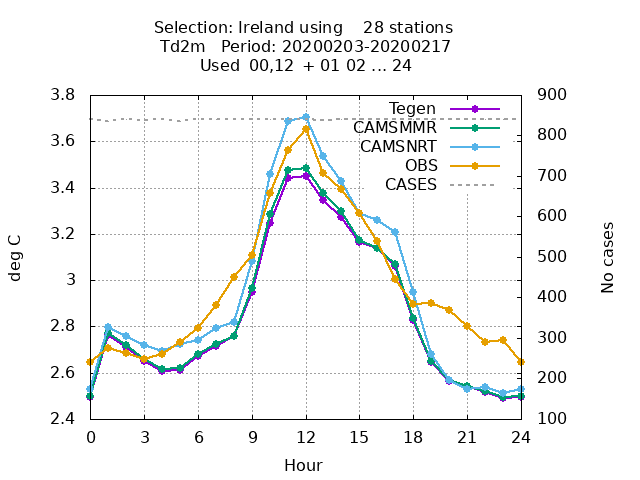 Selection: Ireland using    28 stations
Td2m   Period: 20200203-20200217
Used  00,12  + 01 02 ... 24
3.8
3.6
3.4
3.2
3
2.8
2.6
2.4
deg C
900
800
700
600
500
400
300
200
100
No cases
Tegen
CAMSMMR
CAMSNRT
OBS
CASES
0 3 6 9 12 15 18 21 24
Hour